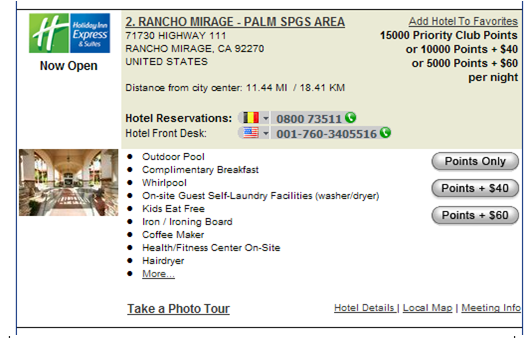 Holiday Inn
Express
& Suites
Now Open
2. RANCHO MIRAGE - PALM SPGS AREA
71730 HIGHWAY 111
RANCHO MIRAGE, CA 92270
UNITED STATES
Distance from city center: 11.44 MI / 18.41 KM
Hotel Reservations: 0800 73511
Hotel Front Desk: 001-760-3405516
Add Hotel To Favorites
15000 Priority Club Points
or 10000 Points + $40
or 5000 Points + $60
per night
Outdoor Pool
Complimentary Breakfast
Whirlpool
On-site Guest Self-Laundry Facilities (washer/dryer)
Kids Eat Free
Iron / Ironing Board
Coffee Maker
Health/Fitness Center On-Site
Hairdryer
More...
Points Only
Points + $40
Points + $60
Take a Photo Tour
Hotel Details | Local Map | Meeting Info